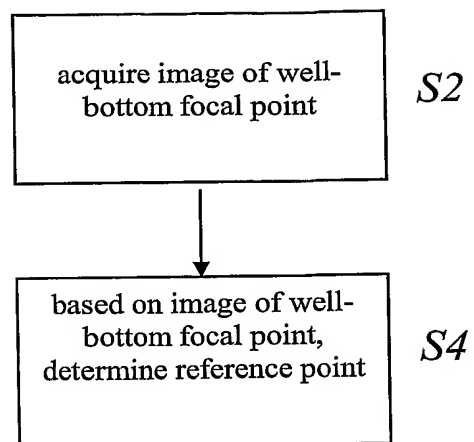 acquire image of well-
bottom focal point
S2
based on image of well-
bottom focal point,
determine reference point
S4